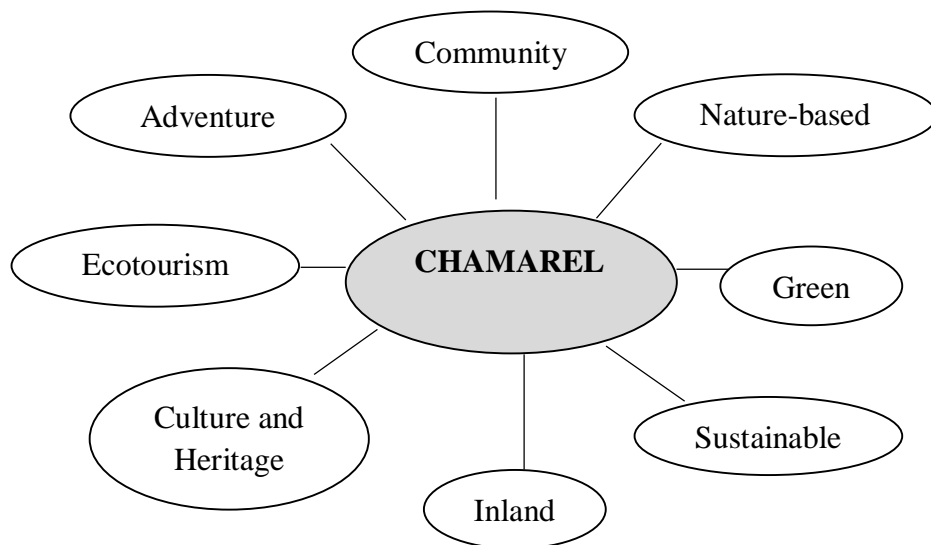 Community
Adventure
Nature-based
CHAMAREL
Ecotourism
Green
Culture and
Heritage
Sustainable
Inland